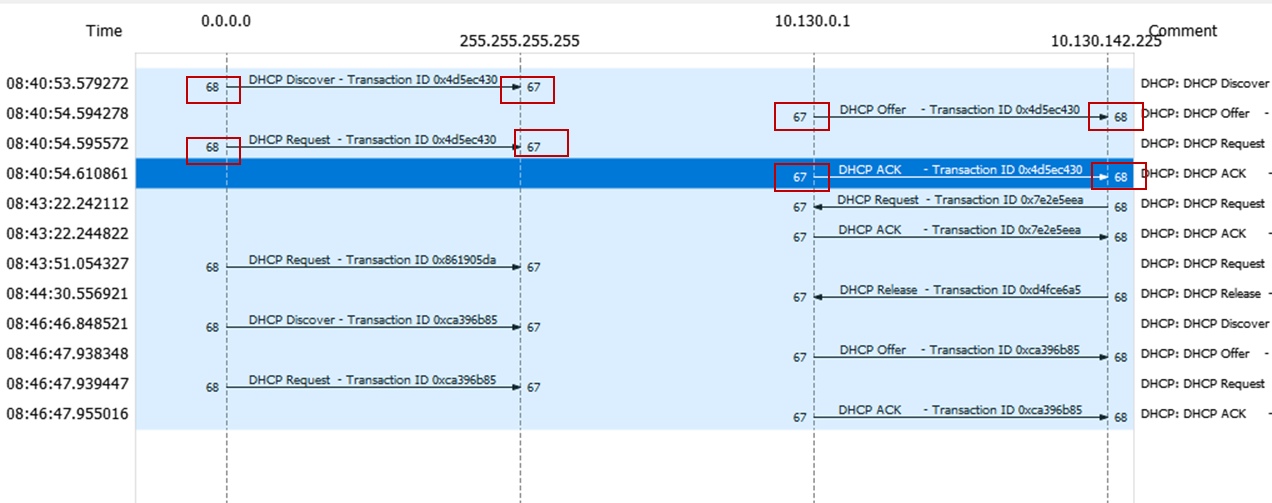 Time 0.0.0.0 10.130.0.1 Comment
255.255.255.255 10.130.142.225
08:40:53.579272 68 DHCP Discover - Transaction ID 0x4d5ec430 67 DHCP: DHCP Discover
08:40:54.594278 67 DHCP Offer - Transaction ID 0x4d5ec430 68 DHCP: DHCP Offer -
08:40:54.595572 68 DHCP Request - Transaction ID 0x4d5ec430 67 DHCP: DHCP Request
08:40:54.610861 67 DHCP ACK - Transaction ID 0x4d5ec430 68 DHCP: DHCP ACK -
08:43:22.242112 67 DHCP Request - Transaction ID 0x7e2e5eea 68 DHCP: DHCP Request
08:43:22.244822 67 DHCP ACK - Transaction ID 0x7e2e5eea 68 DHCP: DHCP ACK -
08:43:51.054327 68 DHCP Request - Transaction ID 0x861905da 67 DHCP: DHCP Request
08:44:30.556921 67 DHCP Release - Transaction ID 0xd4fce6a5 68 DHCP: DHCP Release -
08:46:46.848521 68 DHCP Discover - Transaction ID 0xca396b85 67 DHCP: DHCP Discover
08:46:47.938348 67 DHCP Offer - Transaction ID 0xca396b85 68 DHCP: DHCP Offer -
08:46:47.939447 68 DHCP Request - Transaction ID 0xca396b85 67 DHCP: DHCP Request
08:46:47.955016 67 DHCP ACK - Transaction ID 0xca396b85 68 DHCP: DHCP ACK -